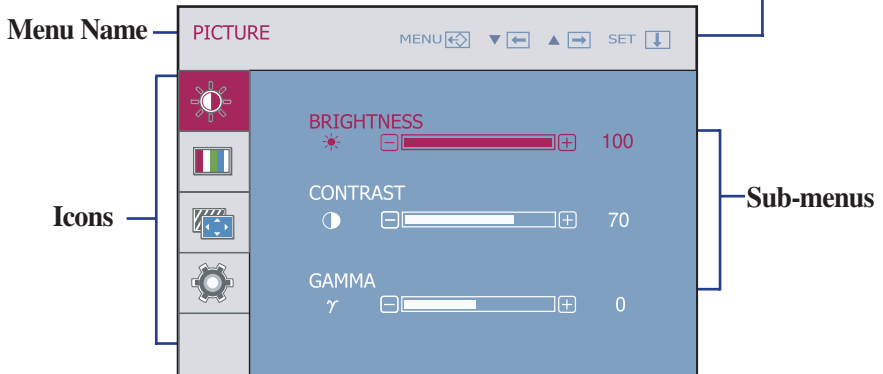 Menu Name
PICTURE
MENU ▼ ▲ SET
BRIGHTNESS
100
CONTRAST
70
Icons
Sub-menus
GAMMA
γ 0